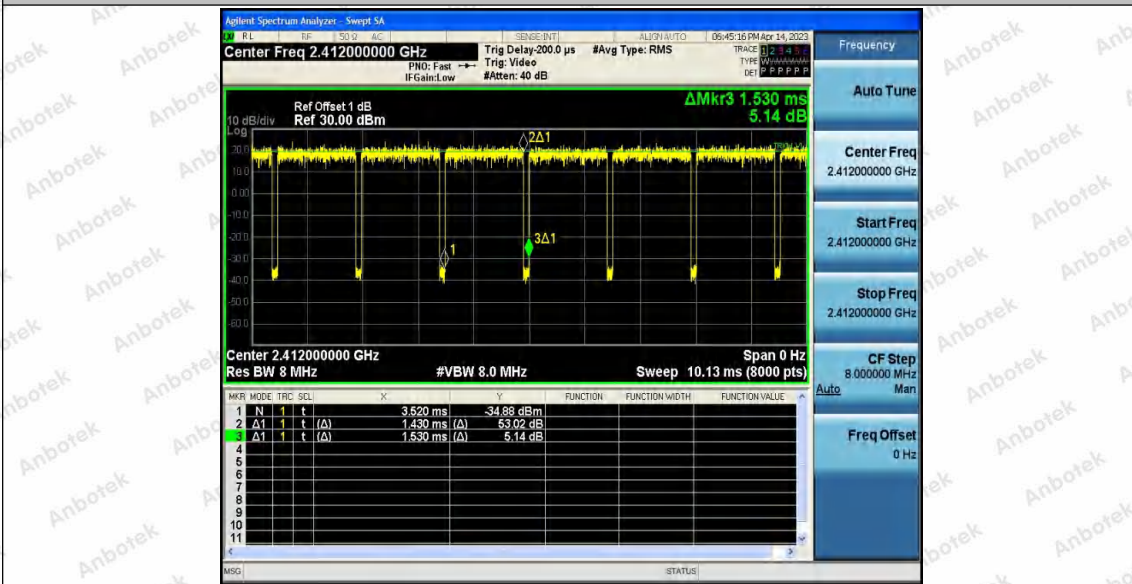 Agilent Spectrum Analyzer - Swept SA
RL RF 50 Ω AC SENSE:INT ALIGN AUTO 06:45:16 PM Apr 14, 2023
Center Freq 2.412000000 GHz
PNO: Fast
IFGain:Low
Trig Delay-200.0 µs
Trig: Video
#Atten: 40 dB
#Avg Type: RMS
TRACE 1 2 3 4 5 6
TYPE W
DET P P P P P
ΔMkr3 1.530 ms
5.14 dB
Ref Offset 1 dB
10 dB/div Ref 30.00 dBm
Log
20.0
10.0
0.00
-10.0
-20.0
-30.0
-40.0
-50.0
-60.0
2Δ1
1
3Δ1
Center 2.412000000 GHz Span 0 Hz
Res BW 8 MHz #VBW 8.0 MHz Sweep 10.13 ms (8000 pts)
MKR MODE TRC SCL X Y FUNCTION FUNCTION WIDTH FUNCTION VALUE
1 N 1 t 3.520 ms -34.88 dBm
2 Δ1 1 t (Δ) 1.430 ms (Δ) 53.02 dB
3 Δ1 1 t (Δ) 1.530 ms (Δ) 5.14 dB
4
5
6
7
8
9
10
11
MSG STATUS
Frequency
Auto Tune
Center Freq
2.412000000 GHz
Start Freq
2.412000000 GHz
Stop Freq
2.412000000 GHz
CF Step
8.000000 MHz
Auto Man
Freq Offset
0 Hz
Anbotek